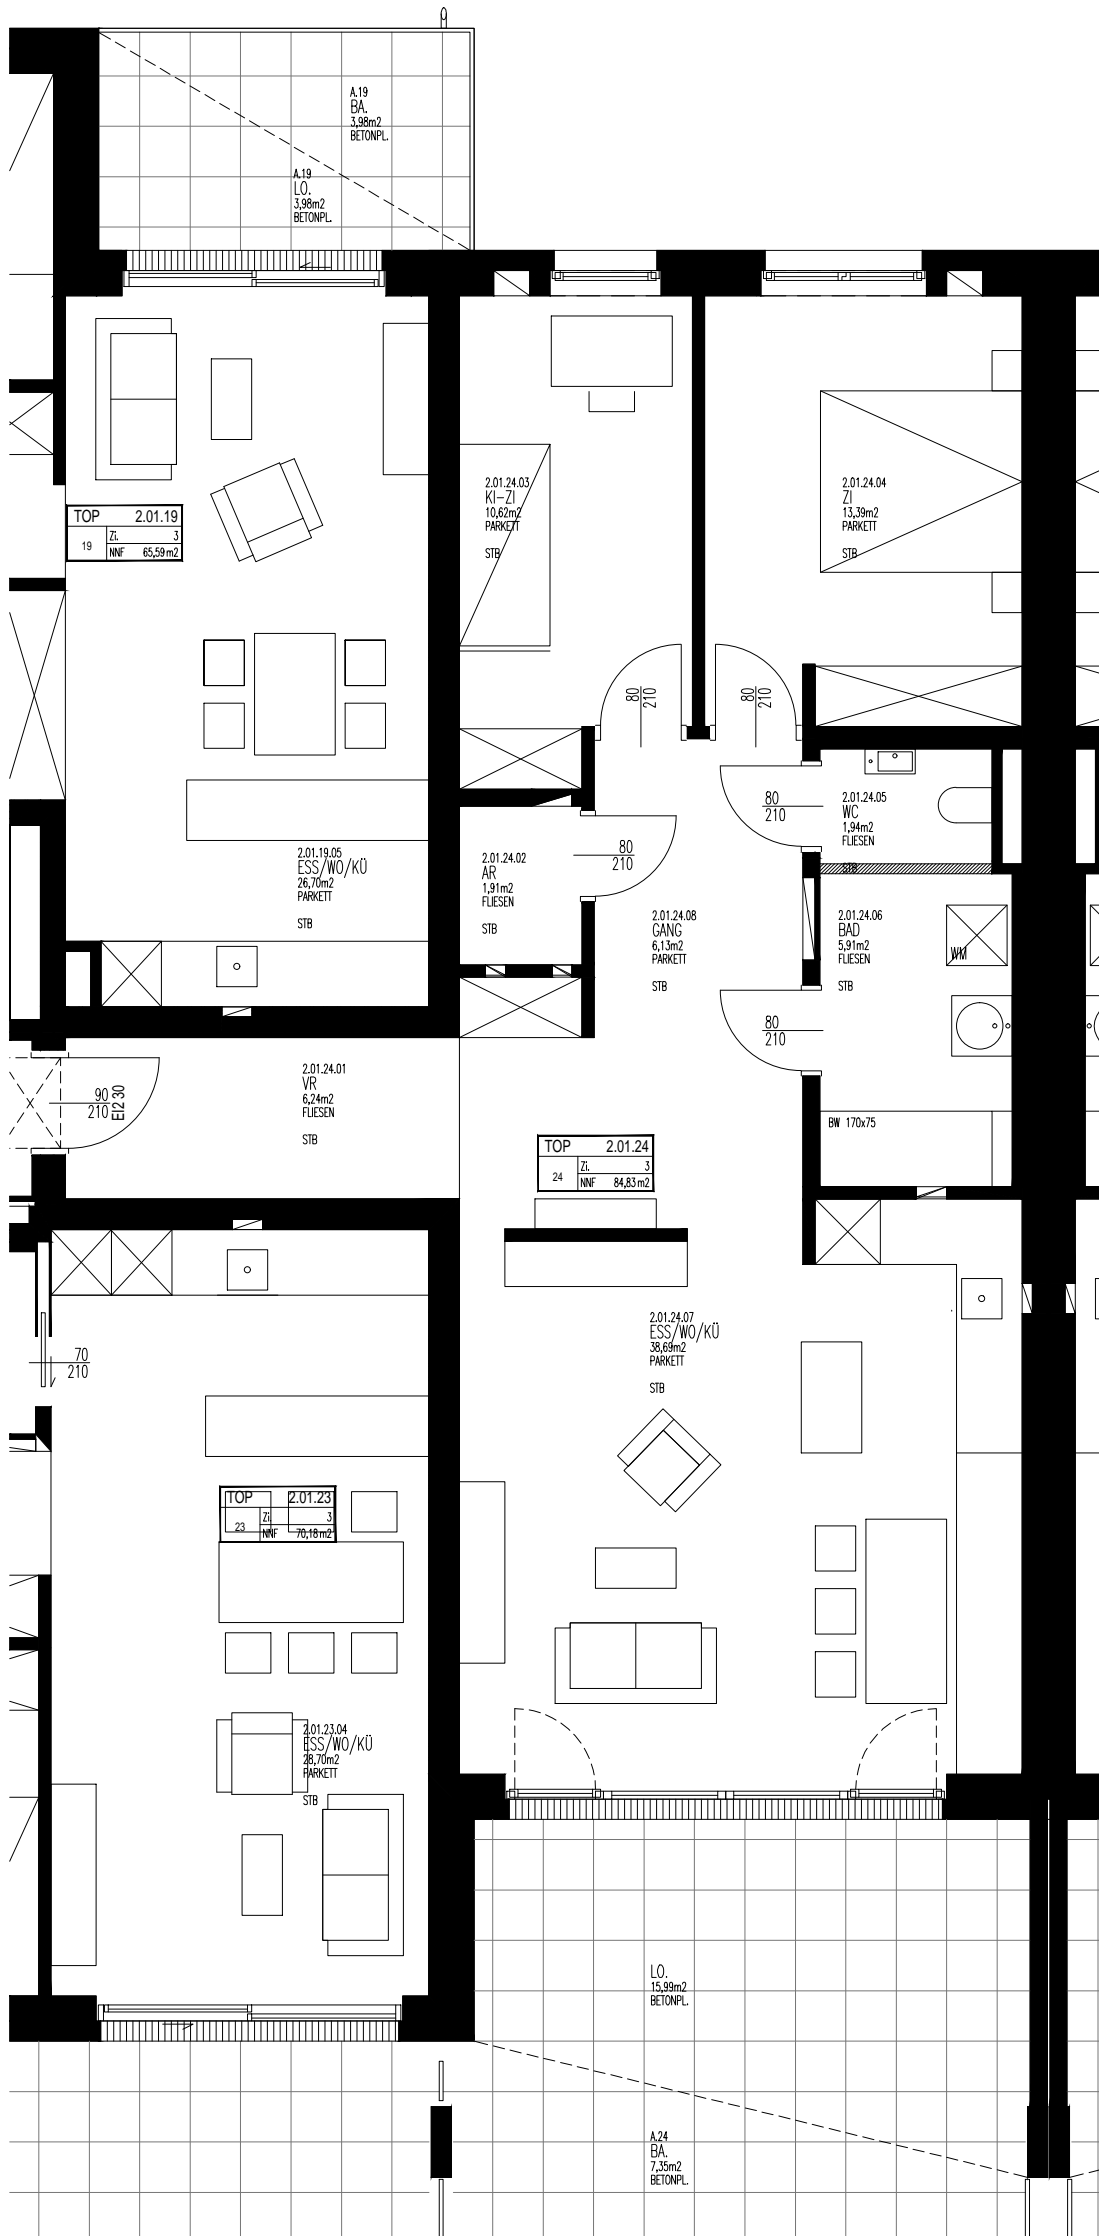 A.19
BA.
3,98m2
BETONPL.
A.19
LO.
3,98m2
BETONPL.
2.01.24.03
KI-ZI
10,62m2
PARKETT
STB
2.01.24.04
ZI
13,39m2
PARKETT
STB
TOP 2.01.19
19
Zi. 3
NNF 65,59 m2
80
210
80
210
80
210
2.01.24.05
WC
1,94m2
FLIESEN
STB
2.01.19.05
ESS/WO/KÜ
26,70m2
PARKETT
STB
2.01.24.02
AR
1,91m2
FLIESEN
STB
80
210
2.01.24.08
GANG
6,13m2
PARKETT
STB
2.01.24.06
BAD
5,91m2
FLIESEN
STB
WM
80
210
2.01.24.01
VR
6,24m2
FLIESEN
STB
90
210
EI2 30
BW 170x75
TOP 2.01.24
24
Zi. 3
NNF 84,83 m2
2.01.24.07
ESS/WO/KÜ
38,69m2
PARKETT
STB
70
210
TOP 2.01.23
23
Zi. 3
NNF 70,18 m2
2.01.23.04
ESS/WO/KÜ
28,70m2
PARKETT
STB
LO.
15,99m2
BETONPL.
A.24
BA.
7,35m2
BETONPL.